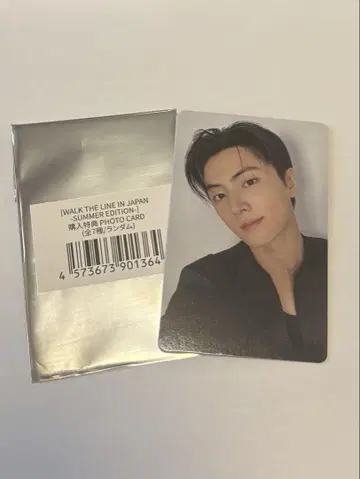 [WALK THE LINE IN JAPAN
-SUMMER EDITION-]
購入特典 PHOTO CARD
(全7種/ランダム)
4 573673 901364